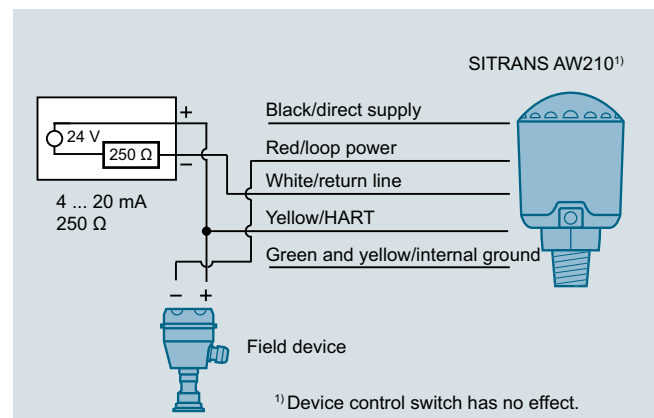 SITRANS AW210¹⁾
+
24 V
250 Ω
−
4 ... 20 mA
250 Ω
Black/direct supply
Red/loop power
White/return line
Yellow/HART
Green and yellow/internal ground
− +
Field device
¹⁾ Device control switch has no effect.